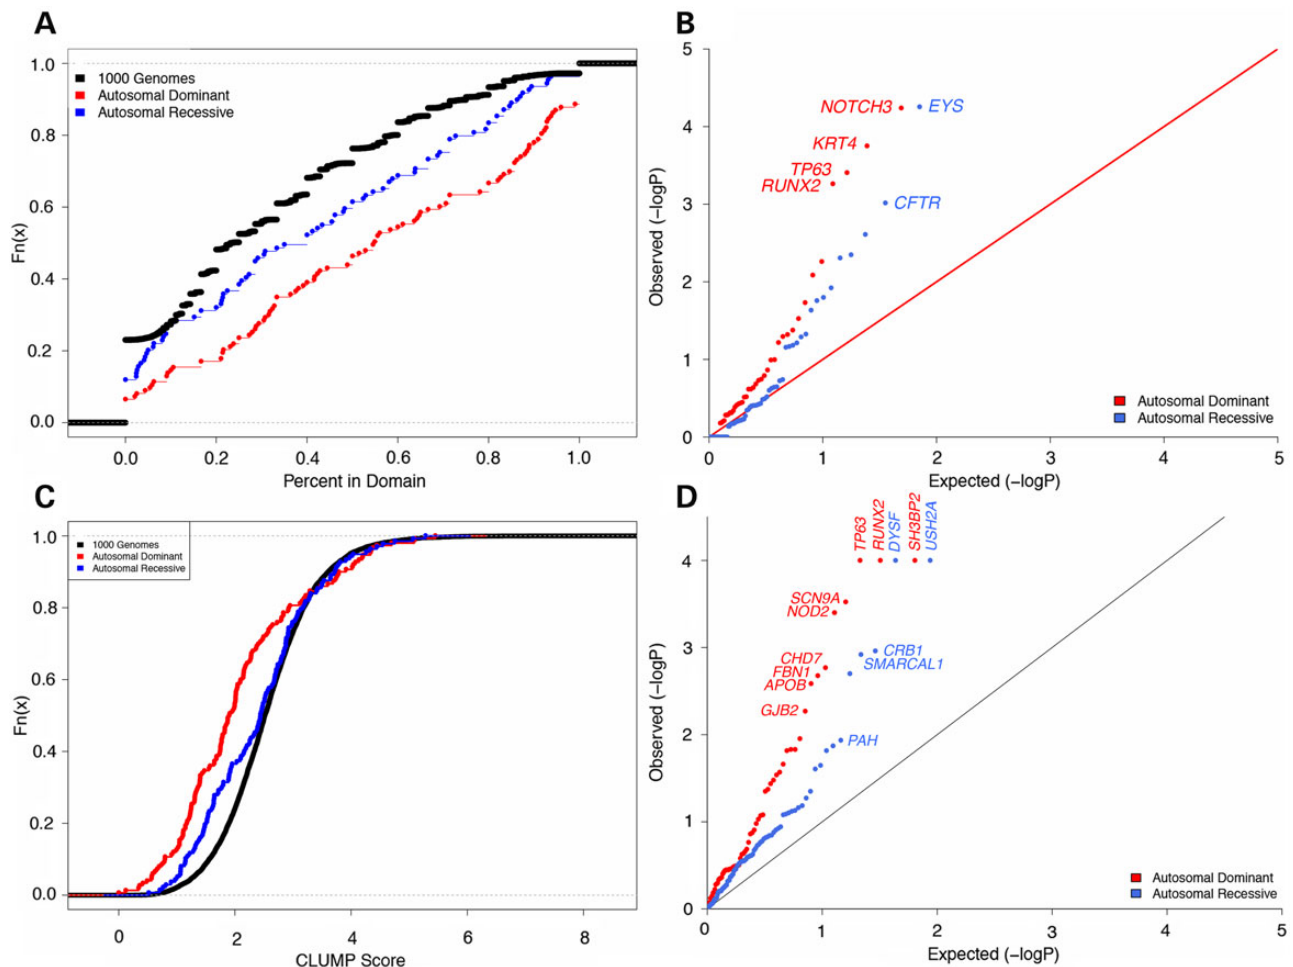 A
1.0
0.8
0.6
0.4
0.2
0.0
Fn(x)
1000 Genomes
Autosomal Dominant
Autosomal Recessive
0.0 0.2 0.4 0.6 0.8 1.0
Percent in Domain
B
5
4
3
2
1
0
Observed (−logP)
NOTCH3
EYS
KRT4
TP63
RUNX2
CFTR
Autosomal Dominant
Autosomal Recessive
0 1 2 3 4 5
Expected (−logP)
C
1.0
0.8
0.6
0.4
0.2
0.0
Fn(x)
1000 Genomes
Autosomal Dominant
Autosomal Recessive
0 2 4 6 8
CLUMP Score
D
4
3
2
1
0
Observed (−logP)
TP63
RUNX2
DYSF
SH3BP2
USH2A
SCN9A
NOD2
CHD7
FBN1
APOB
GJB2
CRB1
SMARCAL1
PAH
Autosomal Dominant
Autosomal Recessive
0 1 2 3 4 5
Expected (−logP)